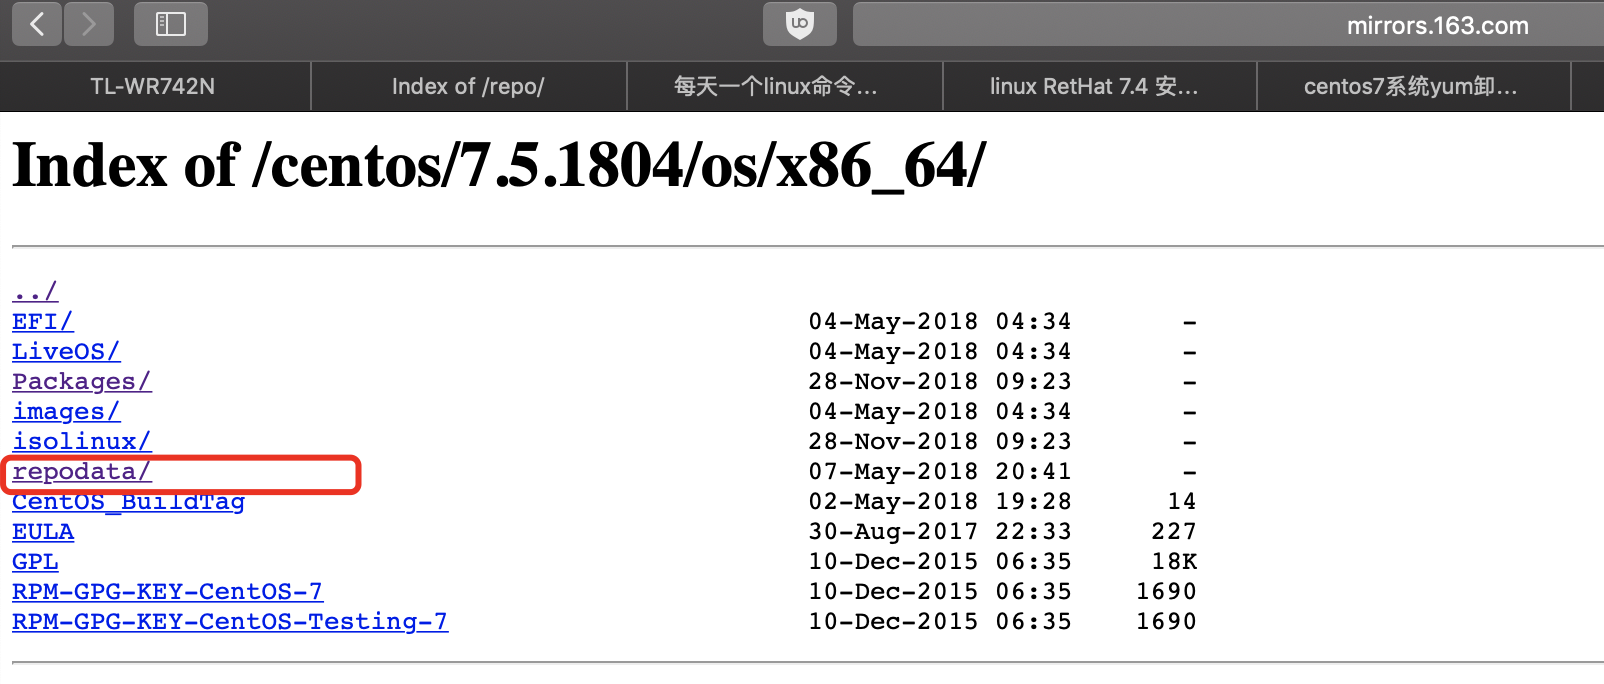 mirrors.163.com
TL-WR742N Index of /repo/ 每天一个linux命令... linux RetHat 7.4 安... centos7系统yum卸...
Index of /centos/7.5.1804/os/x86_64/
../
EFI/ 04-May-2018 04:34 -
LiveOS/ 04-May-2018 04:34 -
Packages/ 28-Nov-2018 09:23 -
images/ 04-May-2018 04:34 -
isolinux/ 28-Nov-2018 09:23 -
repodata/ 07-May-2018 20:41 -
CentOS_BuildTag 02-May-2018 19:28 14
EULA 30-Aug-2017 22:33 227
GPL 10-Dec-2015 06:35 18K
RPM-GPG-KEY-CentOS-7 10-Dec-2015 06:35 1690
RPM-GPG-KEY-CentOS-Testing-7 10-Dec-2015 06:35 1690